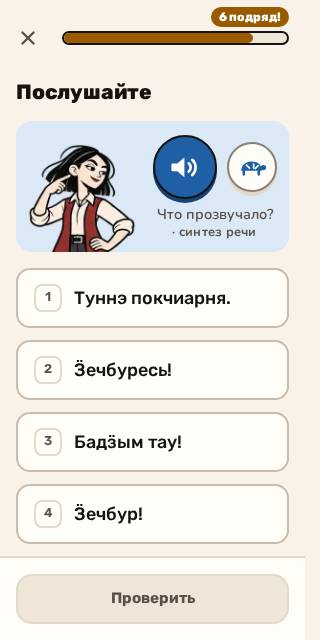 6 подряд!
Послушайте
Что прозвучало?
· синтез речи
1 Туннэ покчиарня.
2 Ӟечбуресь!
3 Бадӟым тау!
4 Ӟечбур!
Проверить